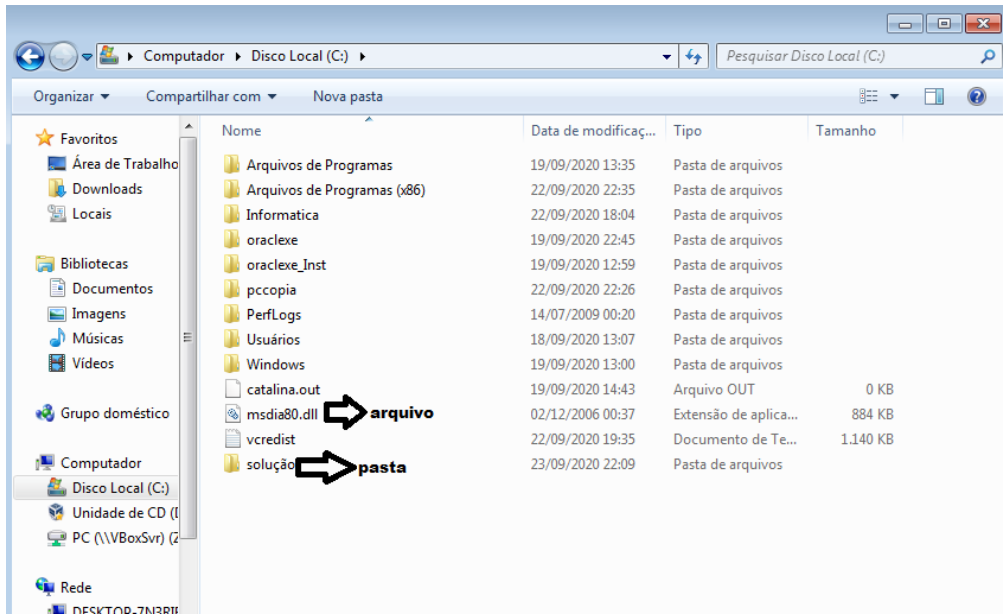 Computador ▸ Disco Local (C:) ▸ Pesquisar Disco Local (C:)
Organizar Compartilhar com Nova pasta
Favoritos
Área de Trabalho
Downloads
Locais
Bibliotecas
Documentos
Imagens
Músicas
Vídeos
Grupo doméstico
Computador
Disco Local (C:)
Unidade de CD (
PC (\\VBoxSvr) (Z
Rede
DESKTOP-7N3RIF
Nome Data de modificaç... Tipo Tamanho
Arquivos de Programas 19/09/2020 13:35 Pasta de arquivos
Arquivos de Programas (x86) 22/09/2020 22:35 Pasta de arquivos
Informatica 22/09/2020 18:04 Pasta de arquivos
oraclexe 19/09/2020 22:45 Pasta de arquivos
oraclexe_Inst 19/09/2020 12:59 Pasta de arquivos
pccopia 22/09/2020 22:26 Pasta de arquivos
PerfLogs 14/07/2009 00:20 Pasta de arquivos
Usuários 18/09/2020 13:07 Pasta de arquivos
Windows 19/09/2020 13:00 Pasta de arquivos
catalina.out 19/09/2020 14:43 Arquivo OUT 0 KB
msdia80.dll arquivo 02/12/2006 00:37 Extensão de aplica... 884 KB
vcredist 22/09/2020 19:35 Documento de Te... 1.140 KB
solução pasta 23/09/2020 22:09 Pasta de arquivos